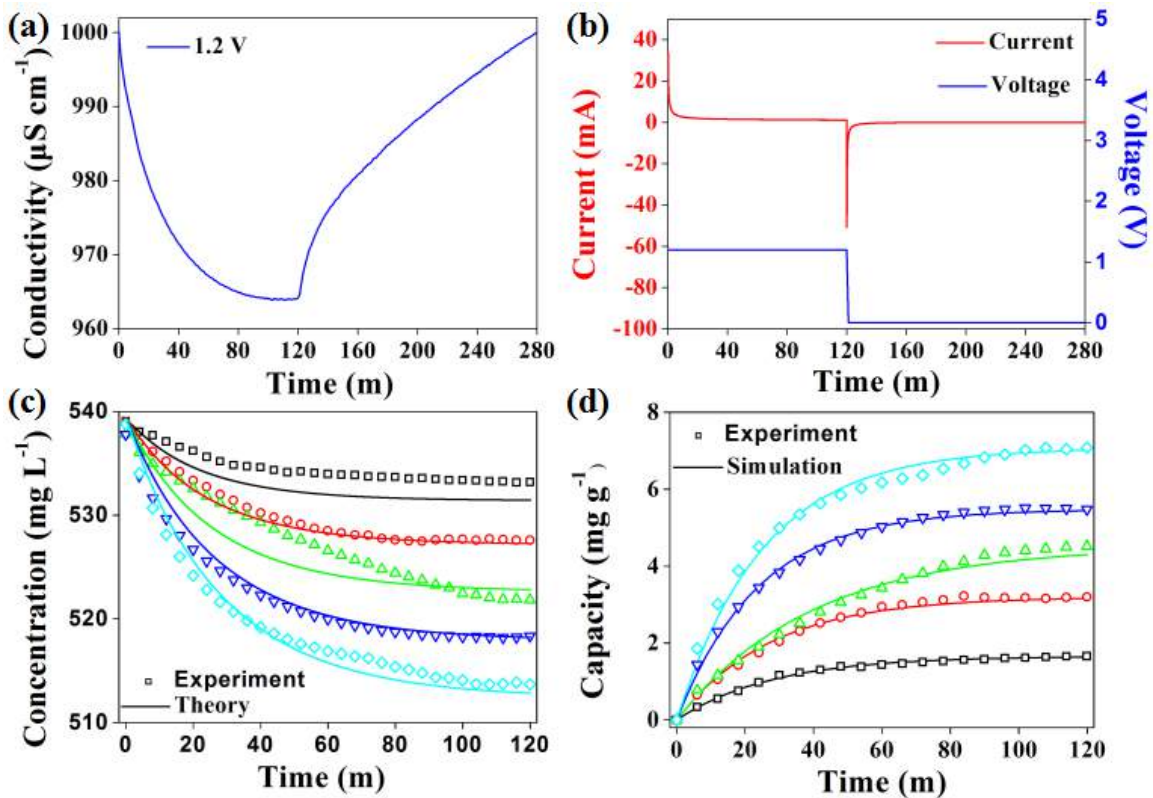 (a)
1000
990
980
970
960
Conductivity (µS cm⁻¹)
1.2 V
0 40 80 120 160 200 240 280
Time (m)
(b)
40
20
0
-20
-40
-60
-80
-100
Current (mA)
Current
Voltage
5
4
3
2
1
0
Voltage (V)
0 40 80 120 160 200 240 280
Time (m)
(c)
540
530
520
510
Concentration (mg L⁻¹)
Experiment
Theory
0 20 40 60 80 100 120
Time (m)
(d)
8
6
4
2
0
Capacity (mg g⁻¹)
Experiment
Simulation
0 20 40 60 80 100 120
Time (m)